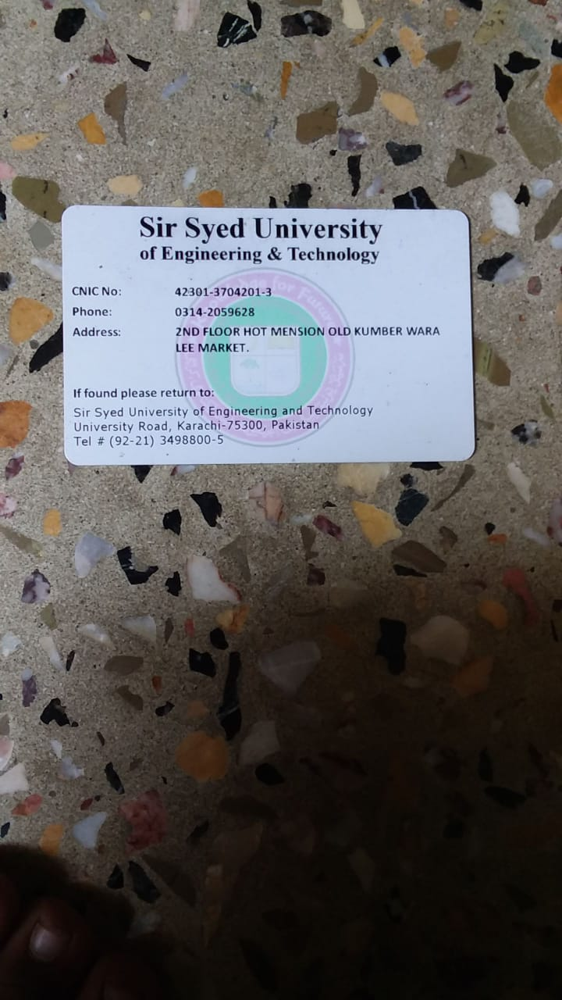 Sir Syed University
of Engineering & Technology
CNIC No: 42301-3704201-3
Phone: 0314-2059628
Address: 2ND FLOOR HOT MENSION OLD KUMBER WARA
LEE MARKET.
If found please return to:
Sir Syed University of Engineering and Technology
University Road, Karachi-75300, Pakistan
Tel # (92-21) 3498800-5